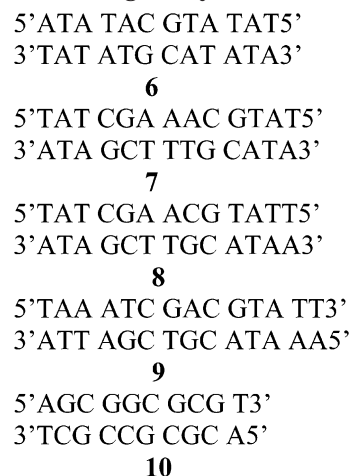 5’ATA TAC GTA TAT5’
3’TAT ATG CAT ATA3’
6
5’TAT CGA AAC GTAT5’
3’ATA GCT TTG CATA3’
7
5’TAT CGA ACG TATT5’
3’ATA GCT TGC ATAA3’
8
5’TAA ATC GAC GTA TT3’
3’ATT AGC TGC ATA AA5’
9
5’AGC GGC GCG T3’
3’TCG CCG CGC A5’
10